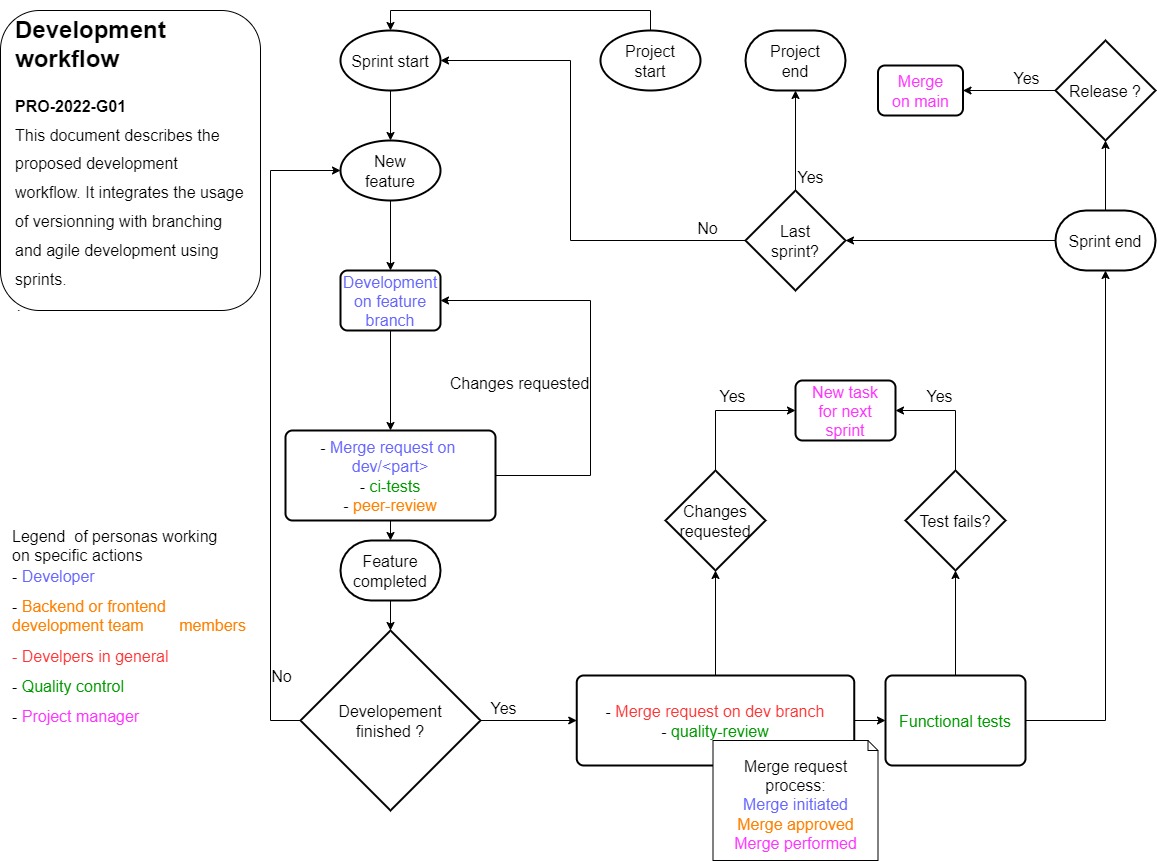 Development
workflow
PRO-2022-G01
This document describes the
proposed development
workflow. It integrates the usage
of versionning with branching
and agile development using
sprints.
.
Sprint start
Project
start
Project
end
Merge
on main
Yes
Release ?
New
feature
Yes
No
Last
sprint?
Sprint end
Development
on feature
branch
Changes requested
Yes
New task
for next
sprint
Yes
- Merge request on
dev/<part>
- ci-tests
- peer-review
Changes
requested
Test fails?
Feature
completed
Legend  of personas working
on specific actions
- Developer
- Backend or frontend
development team        members
- Develpers in general
- Quality control
- Project manager
No
Developement
finished ?
Yes
- Merge request on dev branch
- quality-review
Functional tests
Merge request
process:
Merge initiated
Merge approved
Merge performed